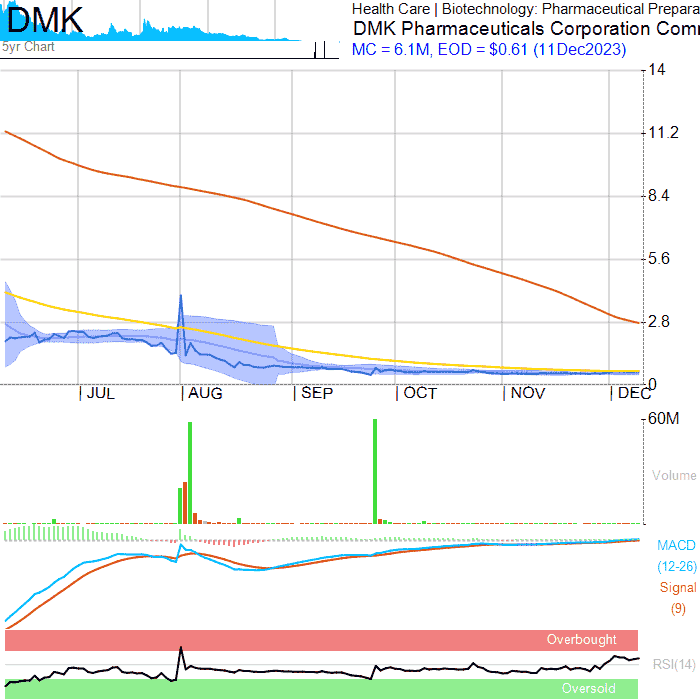 DMK
Health Care | Biotechnology: Pharmaceutical Prepara
DMK Pharmaceuticals Corporation Com
5yr Chart
MC = 6.1M, EOD = $0.61 (11Dec2023)
14
11.2
8.4
5.6
2.8
0
JUL
AUG
SEP
OCT
NOV
DEC
60M
Volume
MACD
(12-26)
Signal
(9)
Overbought
RSI(14)
Oversold